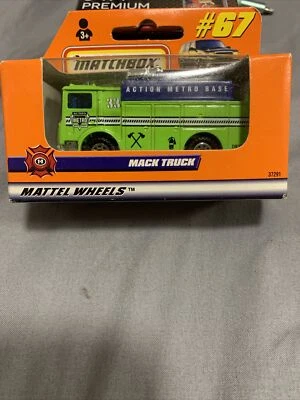 PREMIUM
#67
3+
MATCHBOX
ACTION METRO BASE
33
MACK TRUCK
MATTEL WHEELS™
37291